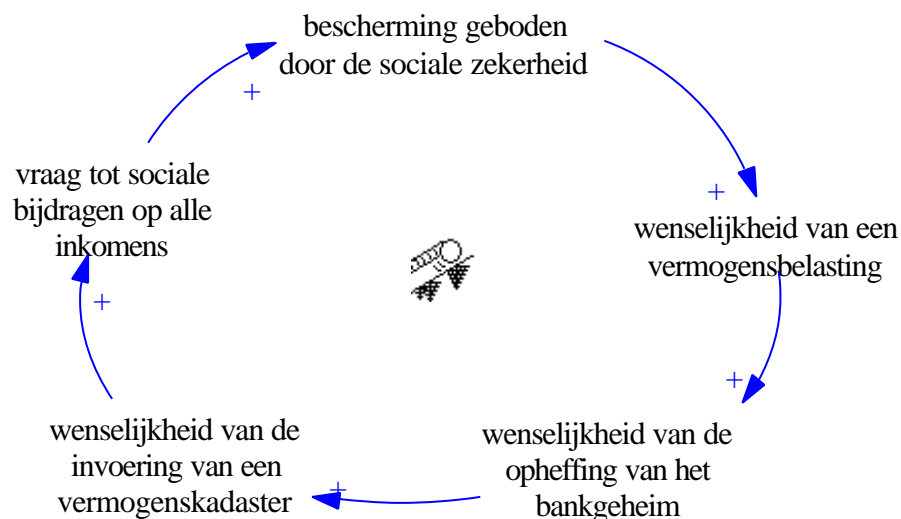 bescherming geboden
door de sociale zekerheid
+
+
wenselijkheid van een
vermogensbelasting
+
wenselijkheid van de
opheffing van het
bankgeheim
+
wenselijkheid van de
invoering van een
vermogenskadaster
+
vraag tot sociale
bijdragen op alle
inkomens